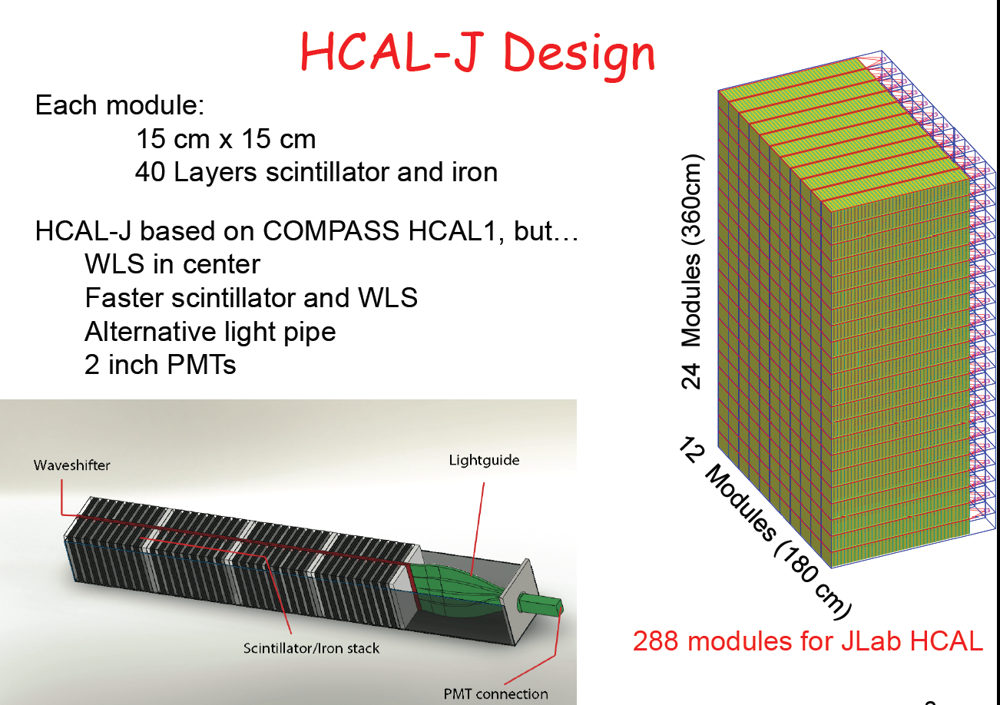 HCAL-J Design
Each module:
15 cm x 15 cm
40 Layers scintillator and iron
HCAL-J based on COMPASS HCAL1, but…
WLS in center
Faster scintillator and WLS
Alternative light pipe
2 inch PMTs
24 Modules (360cm)
12 Modules (180 cm)
288 modules for JLab HCAL
Waveshifter
Lightguide
Scintillator/Iron stack
PMT connection